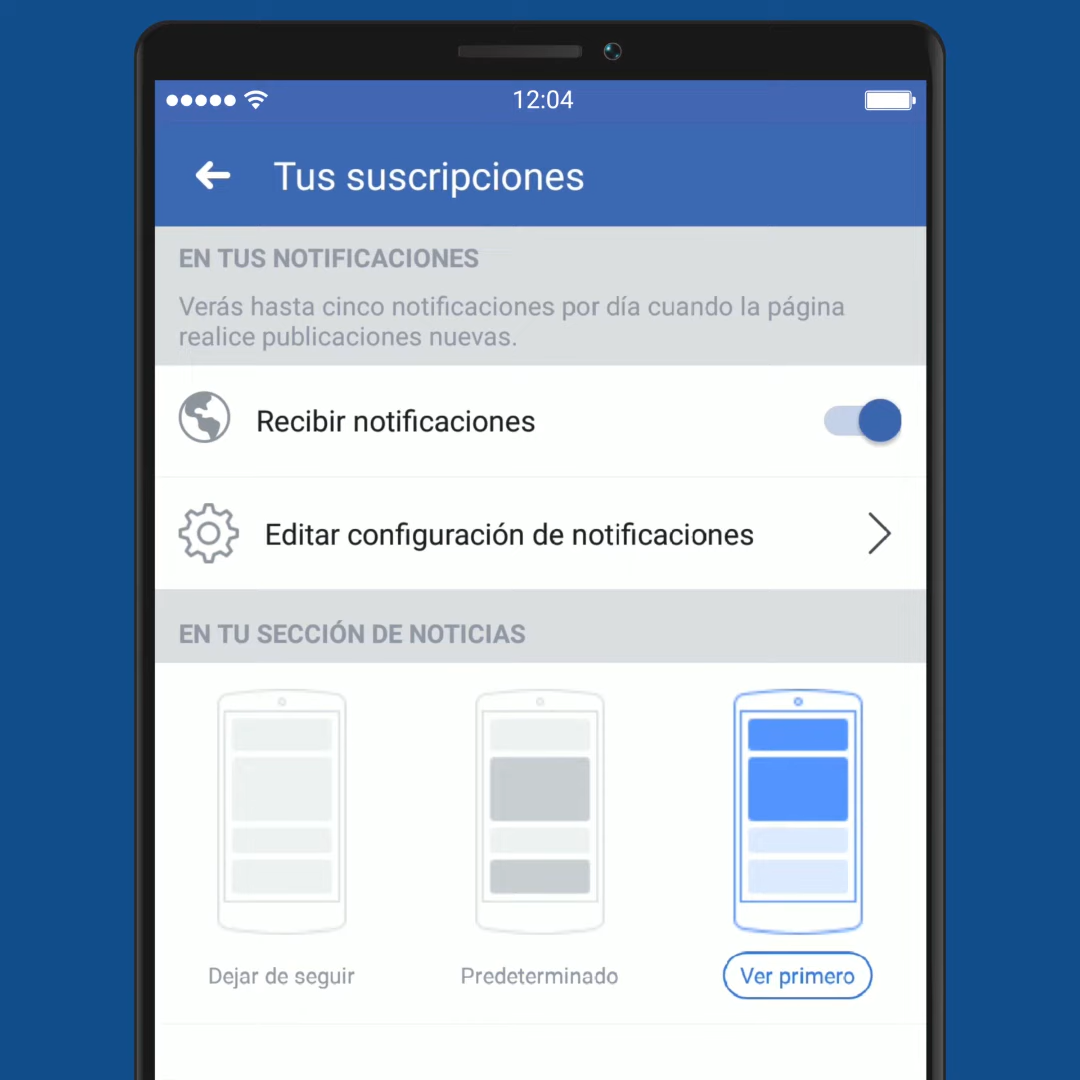 12:04
Tus suscripciones
EN TUS NOTIFICACIONES
Verás hasta cinco notificaciones por día cuando la página
realice publicaciones nuevas.
Recibir notificaciones
Editar configuración de notificaciones
EN TU SECCIÓN DE NOTICIAS
Dejar de seguir
Predeterminado
Ver primero